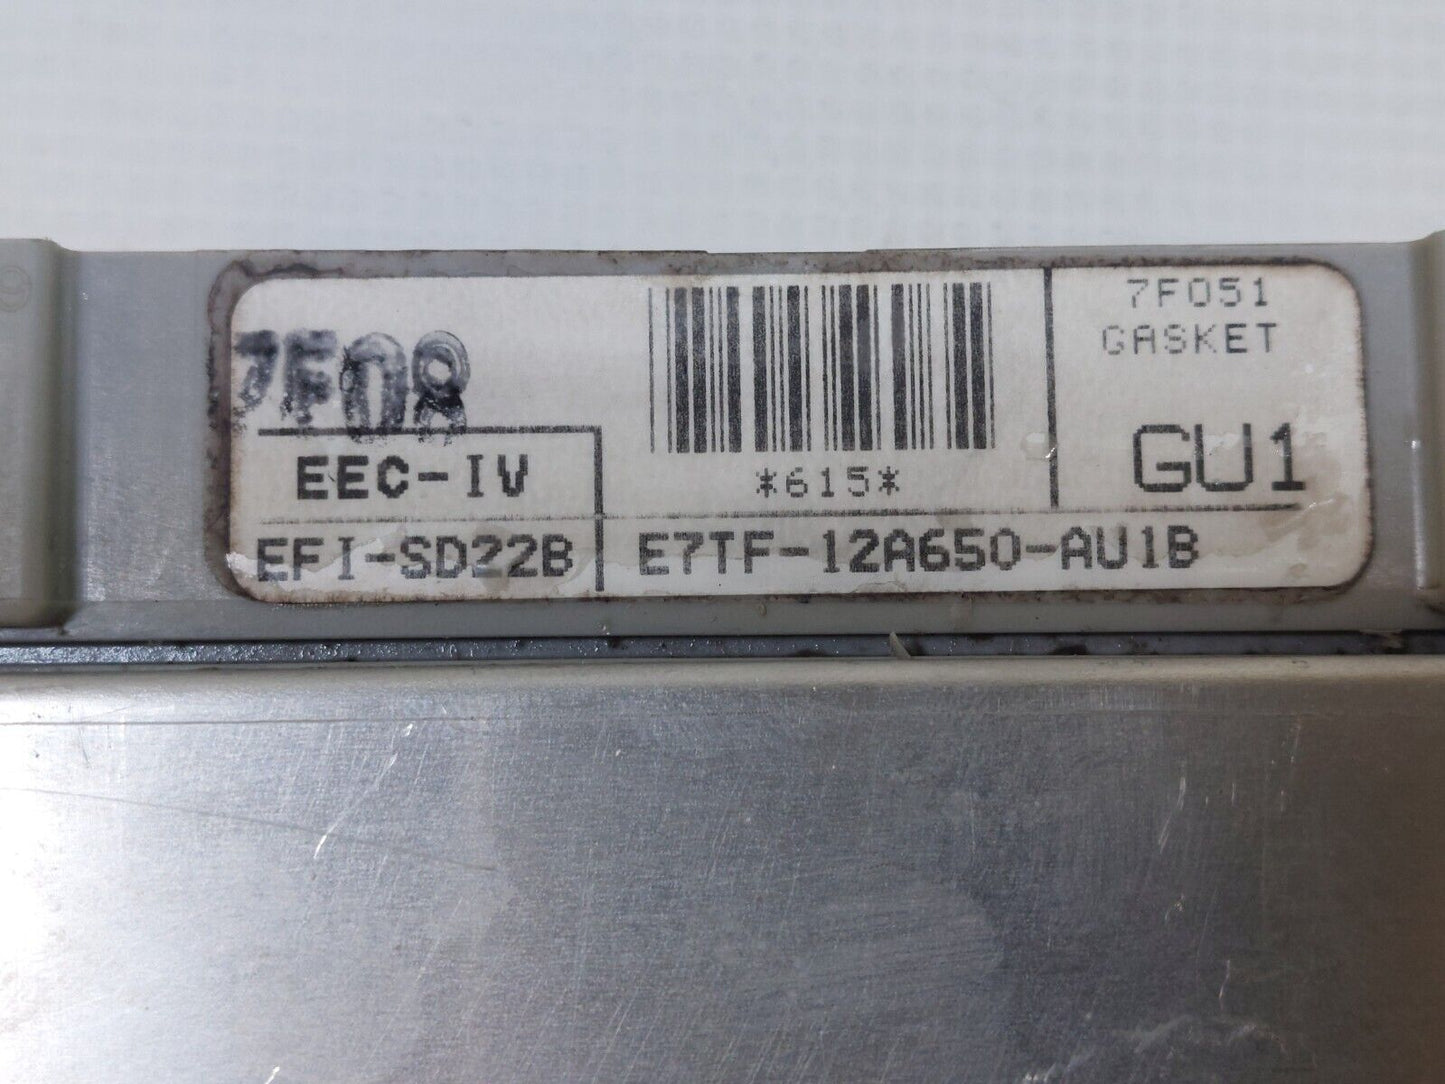 7F08
EEC-IV
EFI-SD22B
*615*
E7TF-12A650-AU1B
7F051
GASKET
GU1